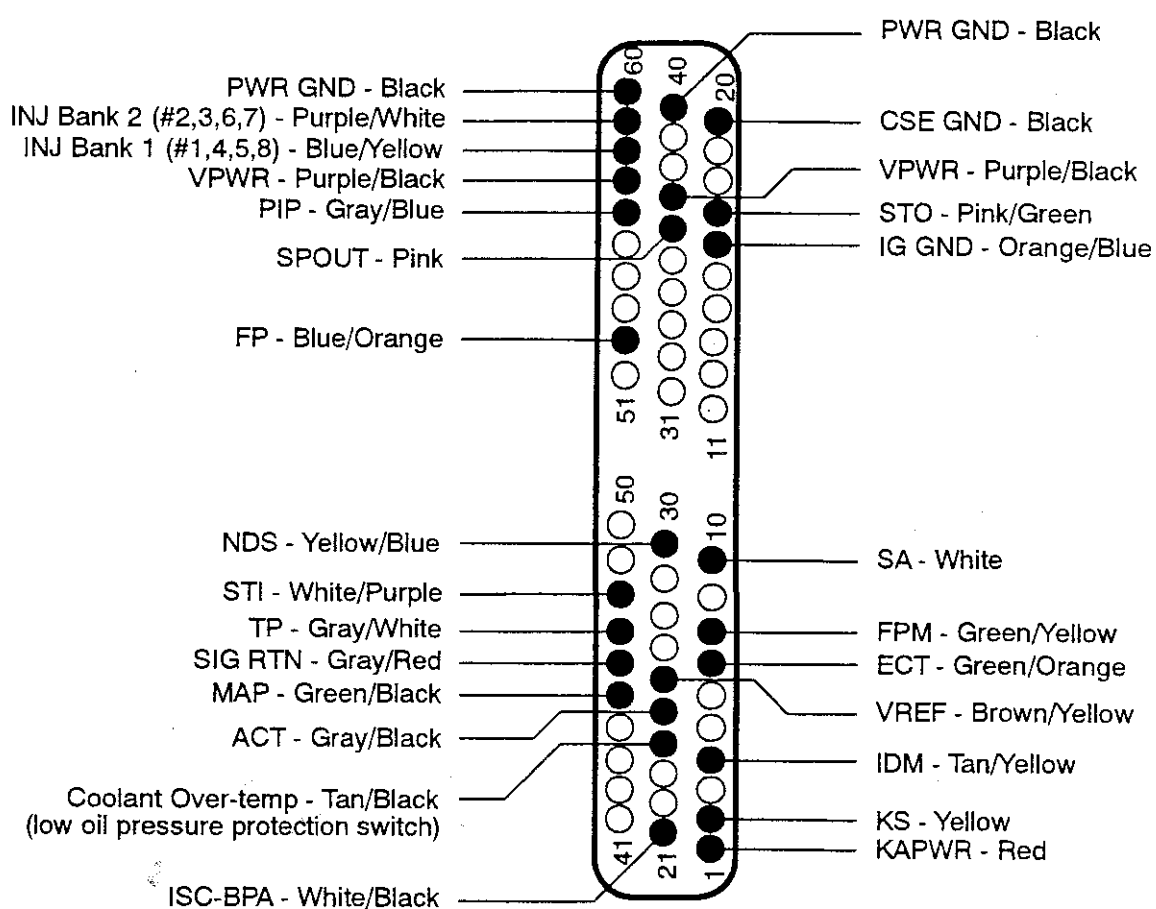 PWR GND - Black
PWR GND - Black
INJ Bank 2 (#2,3,6,7) - Purple/White
CSE GND - Black
INJ Bank 1 (#1,4,5,8) - Blue/Yellow
VPWR - Purple/Black
VPWR - Purple/Black
PIP - Gray/Blue
STO - Pink/Green
SPOUT - Pink
IG GND - Orange/Blue
FP - Blue/Orange
60
40
20
51
31
11
50
30
10
NDS - Yellow/Blue
SA - White
STI - White/Purple
TP - Gray/White
FPM - Green/Yellow
SIG RTN - Gray/Red
ECT - Green/Orange
MAP - Green/Black
VREF - Brown/Yellow
ACT - Gray/Black
IDM - Tan/Yellow
Coolant Over-temp - Tan/Black
(low oil pressure protection switch)
KS - Yellow
KAPWR - Red
41
21
1
ISC-BPA - White/Black